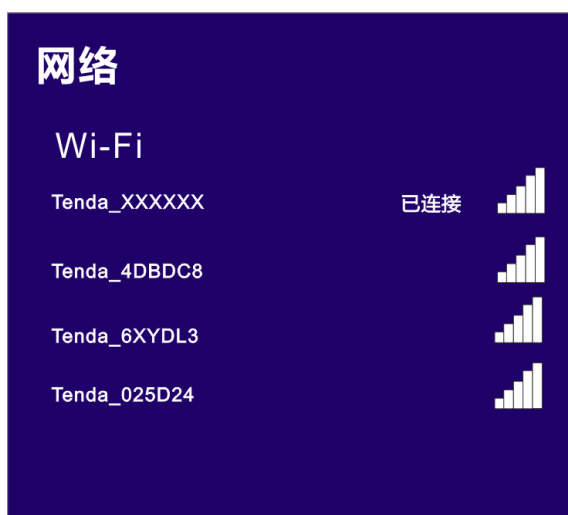 网络
Wi-Fi
Tenda_XXXXXX 已连接
Tenda_4DBDC8
Tenda_6XYDL3
Tenda_025D24